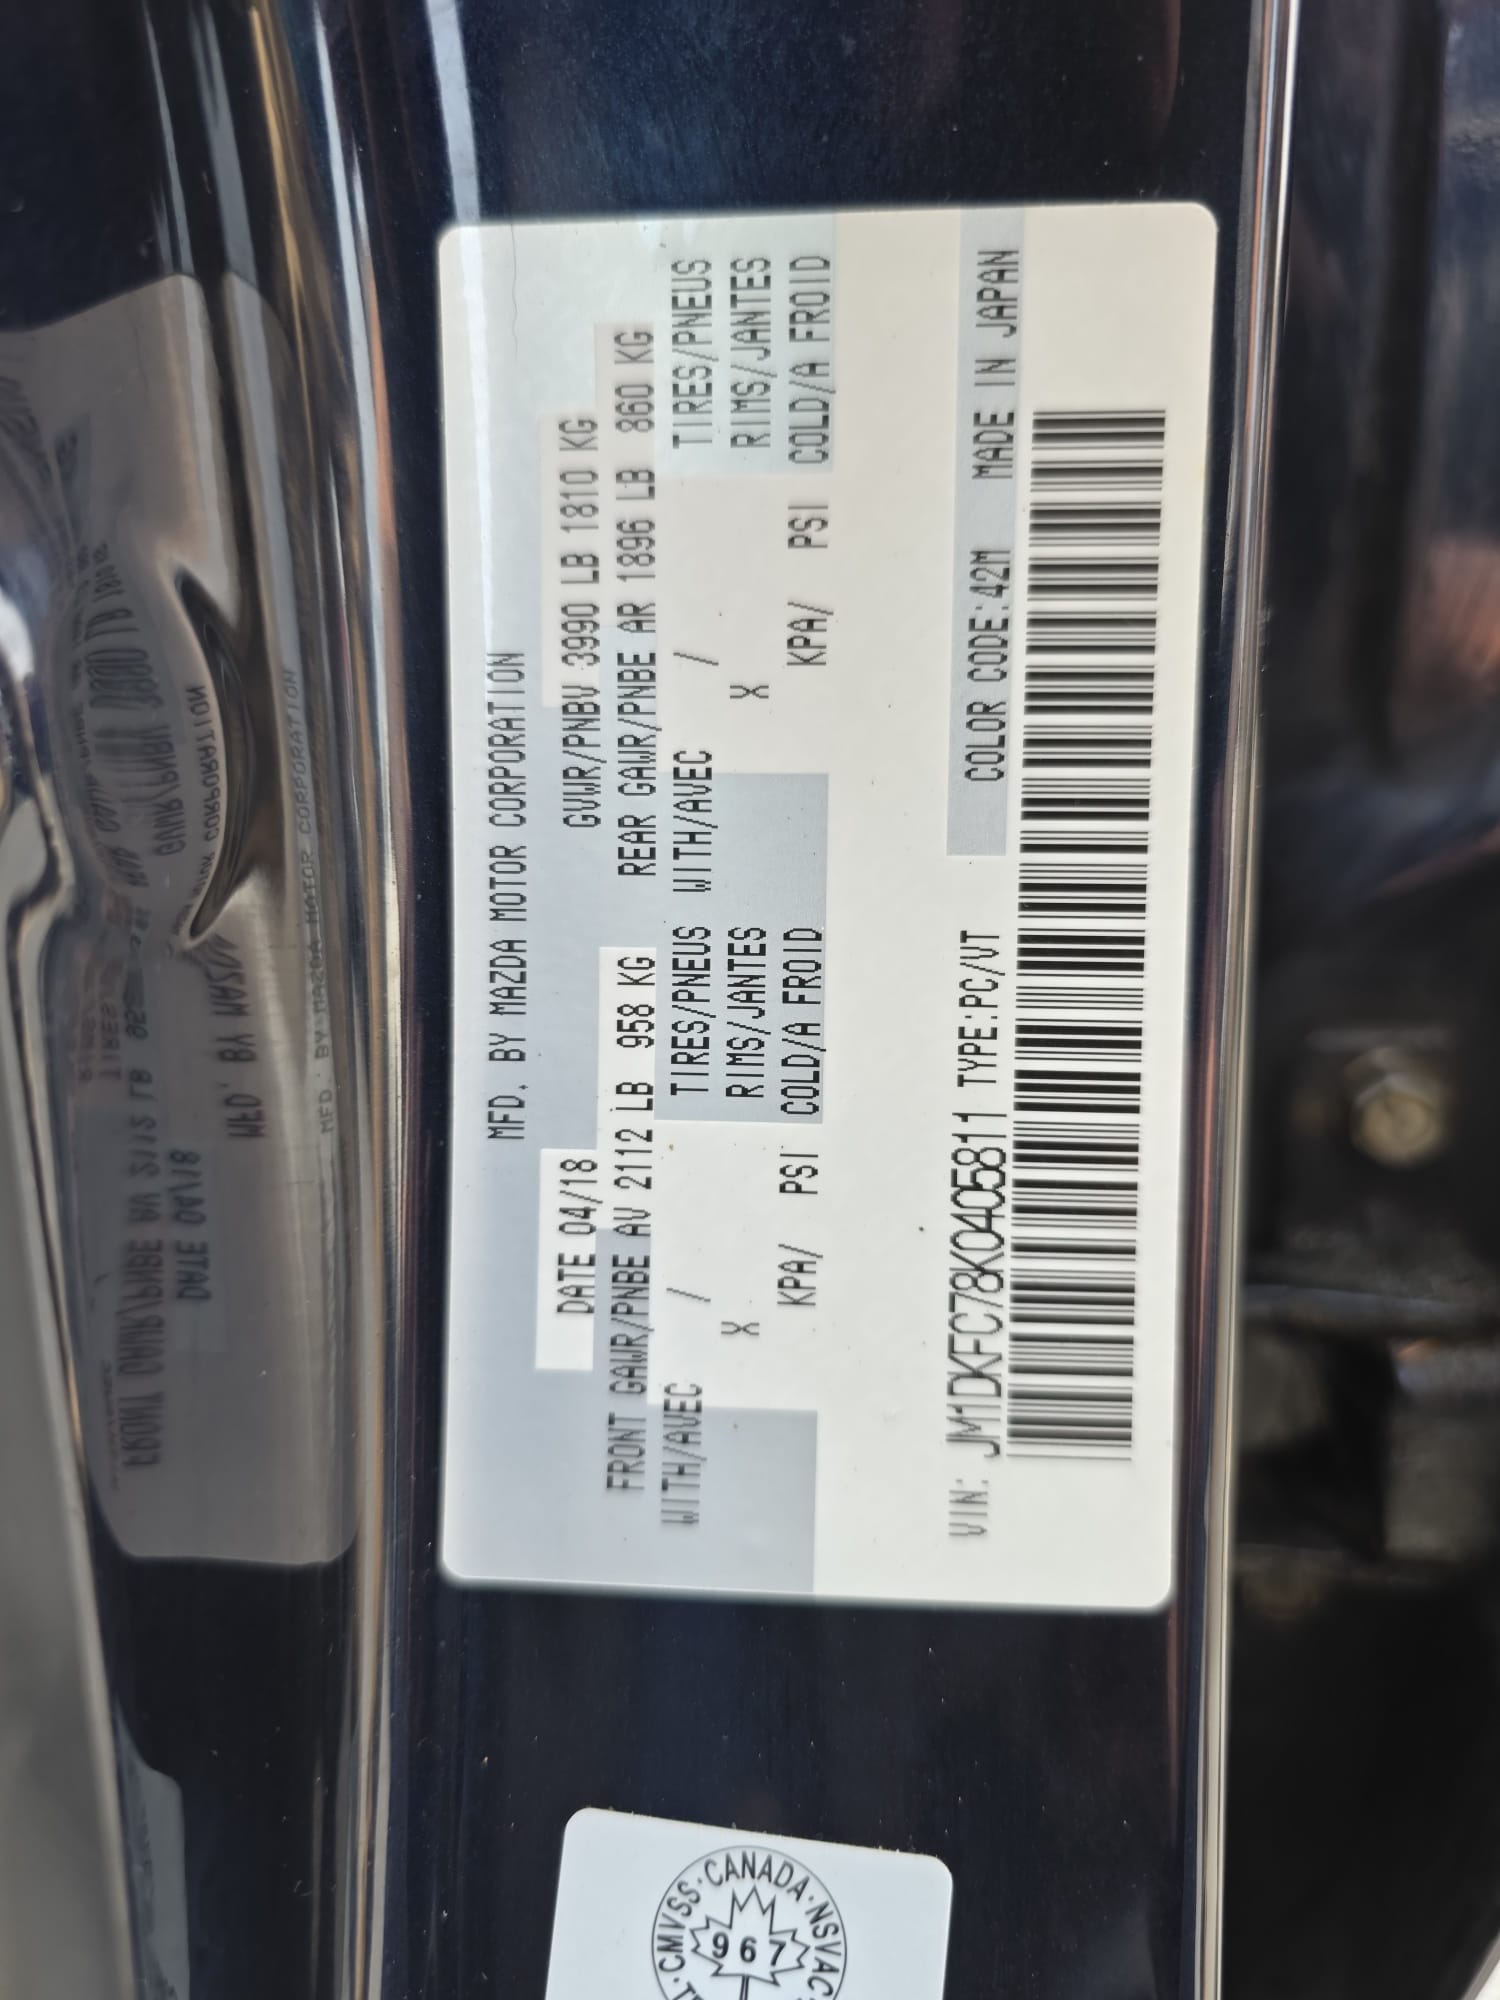 MFD. BY MAZDA MOTOR CORPORATION
DATE 04/18 GVWR/PNBV 3990 LB 1810 KG
FRONT GAWR/PNBE AV 2112 LB 958 KG REAR GAWR/PNBE AR 1896 LB 860 KG
WITH/AVEC / TIRES/PNEUS WITH/AVEC / TIRES/PNEUS
X RIMS/JANTES X RIMS/JANTES
KPA/ PSI COLD/A FROID KPA/ PSI COLD/A FROID
VIN: JM1DKFC78K0405811 TYPE:PC/VT COLOR CODE:42M MADE IN JAPAN
CMVSS · CANADA · NSVAC
967